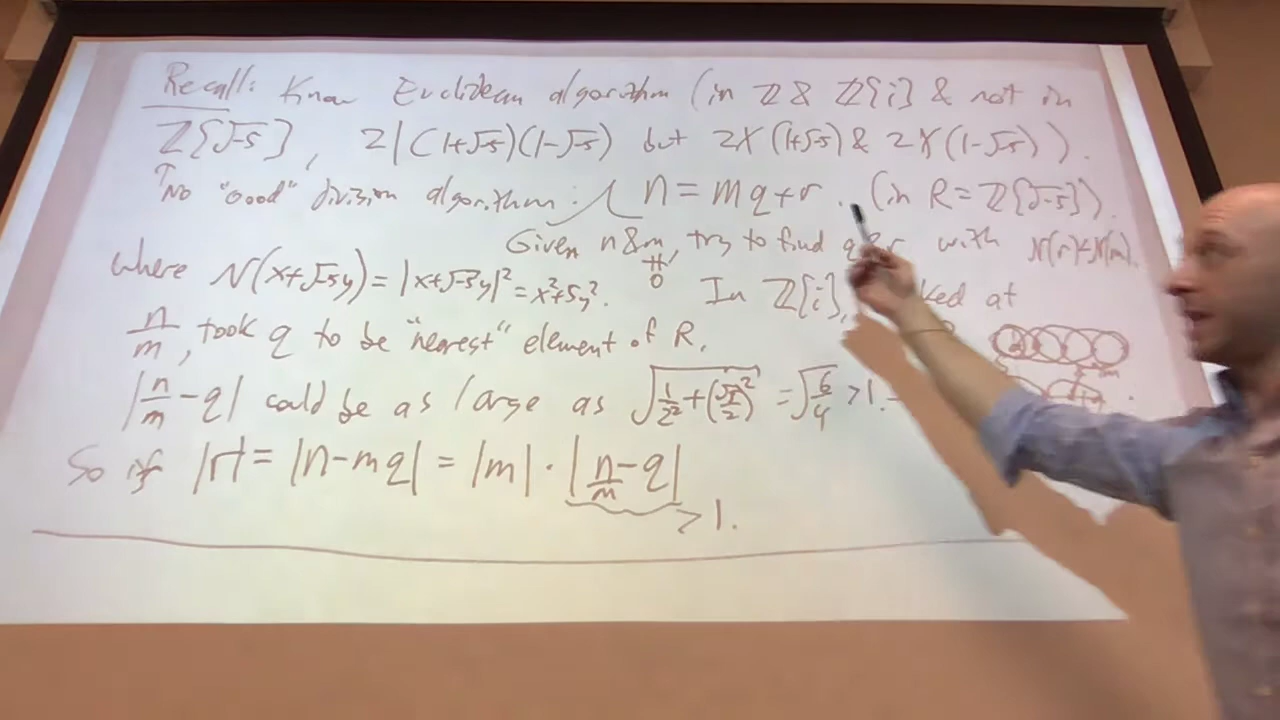 Recall: Know Euclidean algorithm (in ℤ & ℤ[i] & not in
ℤ[√-5], 2|(1+√-5)(1-√-5) but 2∤(1+√-5) & 2∤(1-√-5)).
↑No "good" division algorithm: n = mq+r. (in R = ℤ[√-5]).
Given n & m, try to find q with N(r)<N(m).
≠
0
where N(x+√-5y) = |x+√-5y|² = x²+5y². In ℤ[i], at
n/m, took q to be "nearest" element of R.
|n/m - q| could be as large as √(1/2² + (√5/2)²) = √(6/4) > 1.
So if |r| = |n-mq| = |m| · |n/m - q|
> 1.